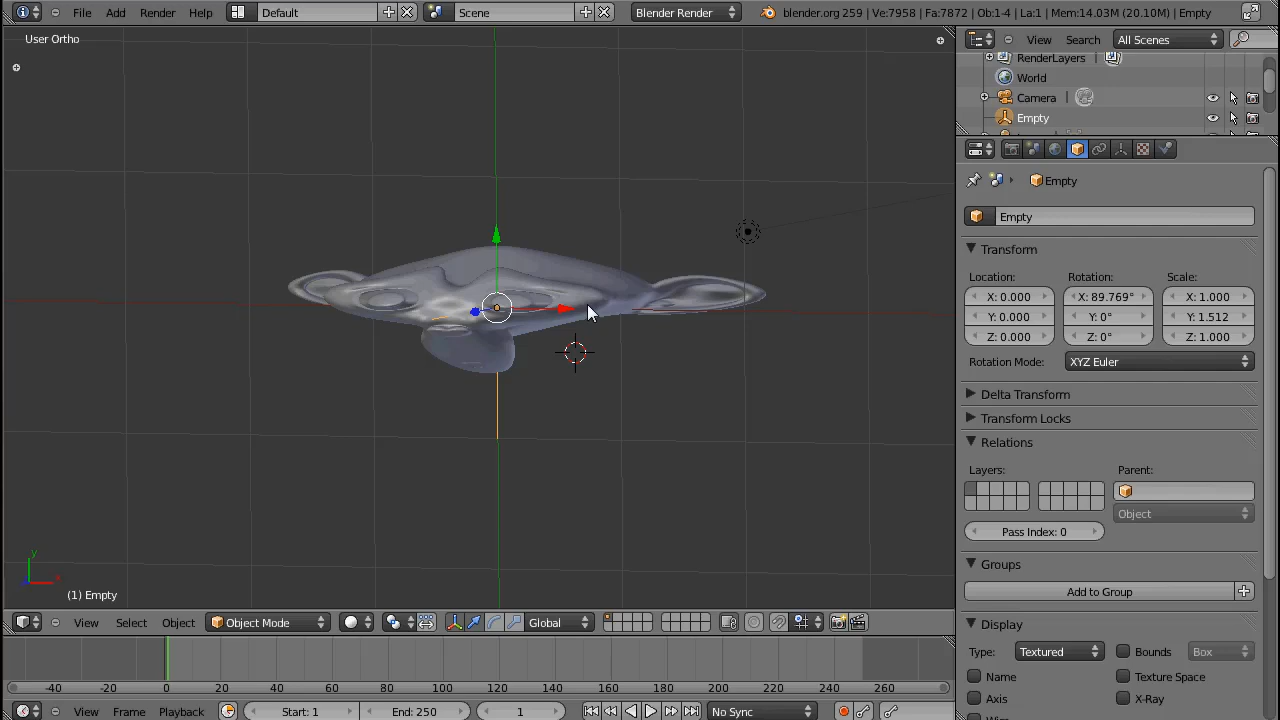 File Add Render Help Default Scene Blender Render blender.org 259 | Ve:7958 | Fa:7872 | Ob:1-4 | La:1 | Mem:14.03M (20.10M) | Empty
User Ortho
View Search All Scenes
RenderLayers |
World
Camera |
Empty
Empty
Empty
Transform
Location: Rotation: Scale:
X: 0.000 X: 89.769° X: 1.000
Y: 0.000 Y: 0° Y: 1.512
Z: 0.000 Z: 0° Z: 1.000
Rotation Mode: XYZ Euler
Delta Transform
Transform Locks
Relations
Layers: Parent:
Object
Pass Index: 0
Groups
Add to Group
Display
Type: Textured Bounds Box
Name Texture Space
Axis X-Ray
y
x
(1) Empty
View Select Object Object Mode Global
-40 -20 0 20 40 60 80 100 120 140 160 180 200 220 240 260
View Frame Playback Start: 1 End: 250 1 No Sync